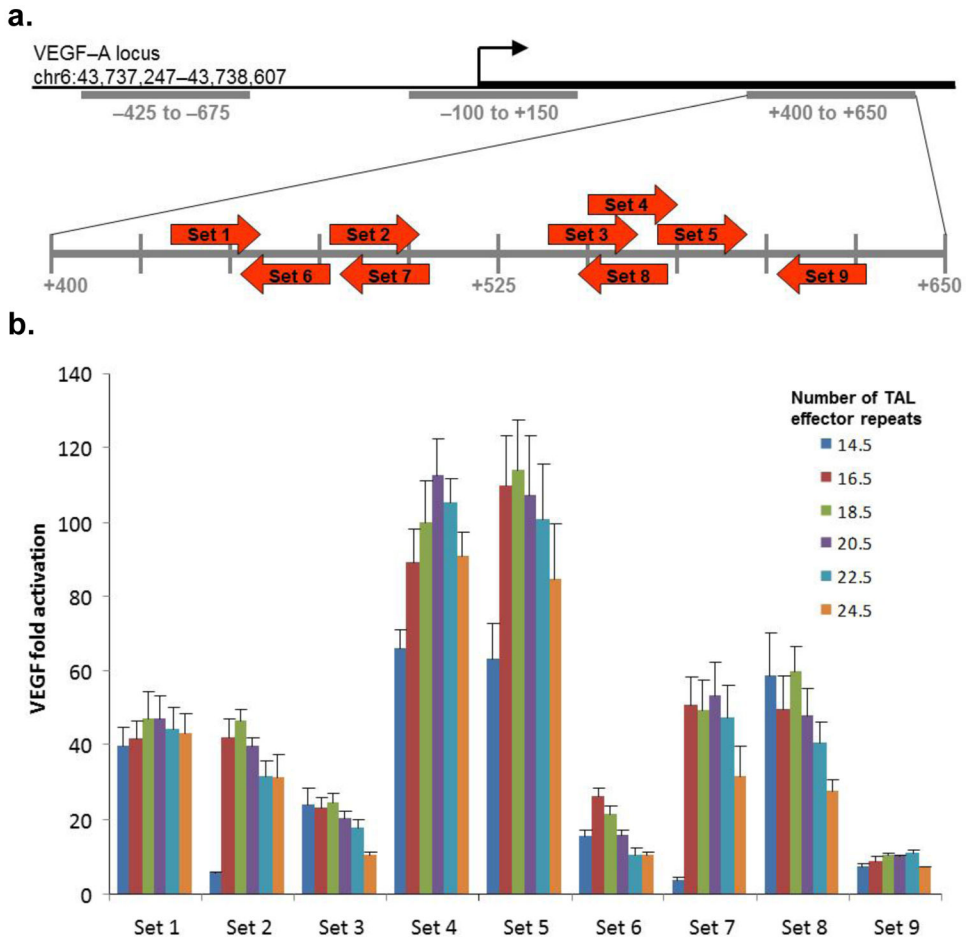 a.
VEGF–A locus
chr6:43,737,247–43,738,607
–425 to –675
–100 to +150
+400 to +650
Set 4
Set 1
Set 2
Set 3
Set 5
Set 6
Set 7
Set 8
Set 9
+400
+525
+650
b.
VEGF fold activation
140
120
100
80
60
40
20
0
Number of TAL
effector repeats
14.5
16.5
18.5
20.5
22.5
24.5
Set 1
Set 2
Set 3
Set 4
Set 5
Set 6
Set 7
Set 8
Set 9